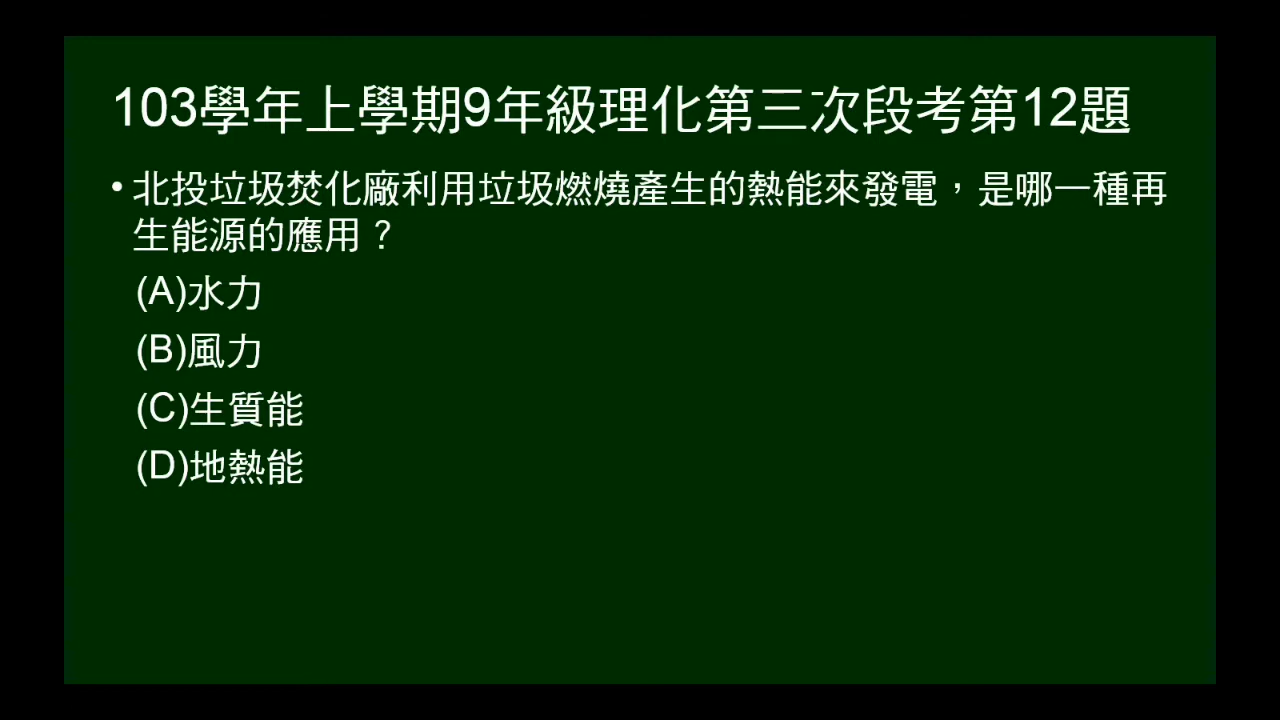 103學年上學期9年級理化第三次段考第12題
• 北投垃圾焚化廠利用垃圾燃燒產生的熱能來發電，是哪一種再
生能源的應用？
(A)水力
(B)風力
(C)生質能
(D)地熱能